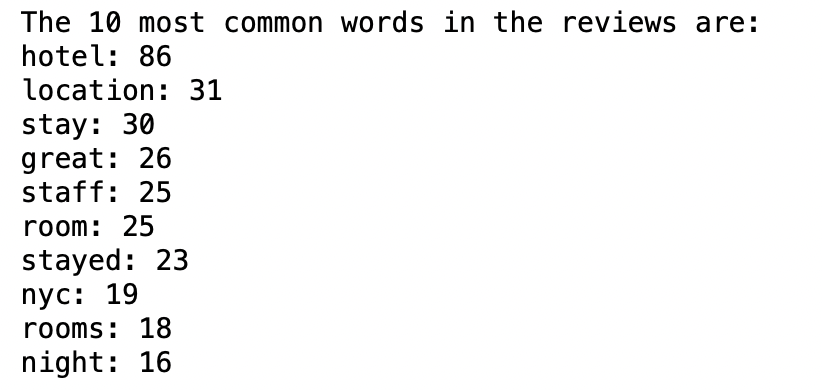 The 10 most common words in the reviews are:
hotel: 86
location: 31
stay: 30
great: 26
staff: 25
room: 25
stayed: 23
nyc: 19
rooms: 18
night: 16